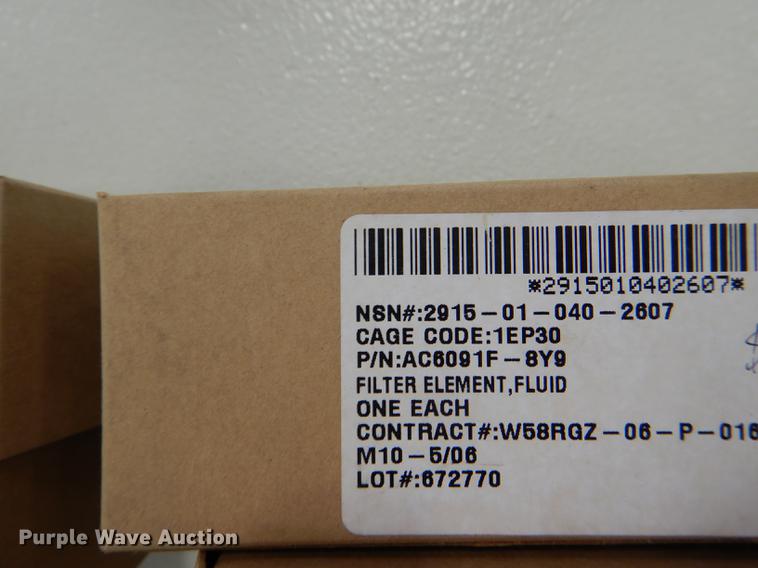 *2915010402607*
NSN#:2915-01-040-2607
CAGE CODE:1EP30
P/N:AC6091F-8Y9
FILTER ELEMENT,FLUID
ONE EACH
CONTRACT#:W58RGZ-06-P-016
M10-5/06
LOT#:672770
Purple Wave Auction